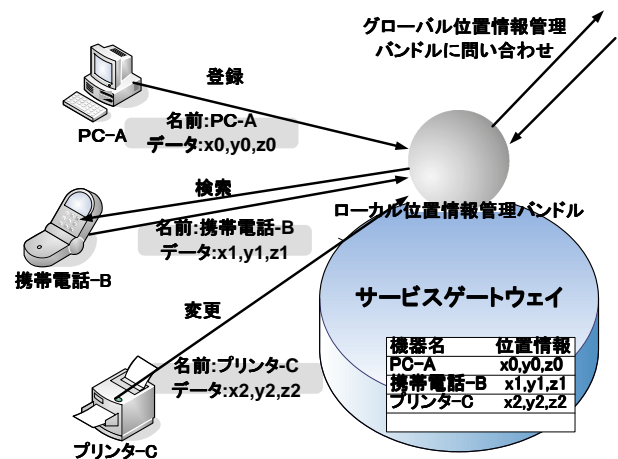 グローバル位置情報管理
バンドルに問い合わせ
登録
PC-A
名前:PC-A
データ:x0,y0,z0
検索
ローカル位置情報管理バンドル
名前:携帯電話-B
データ:x1,y1,z1
携帯電話-B
サービスゲートウェイ
変更
機器名 位置情報
PC-A x0,y0,z0
携帯電話-B x1,y1,z1
プリンタ-C x2,y2,z2
名前:プリンタ-C
データ:x2,y2,z2
プリンタ-C